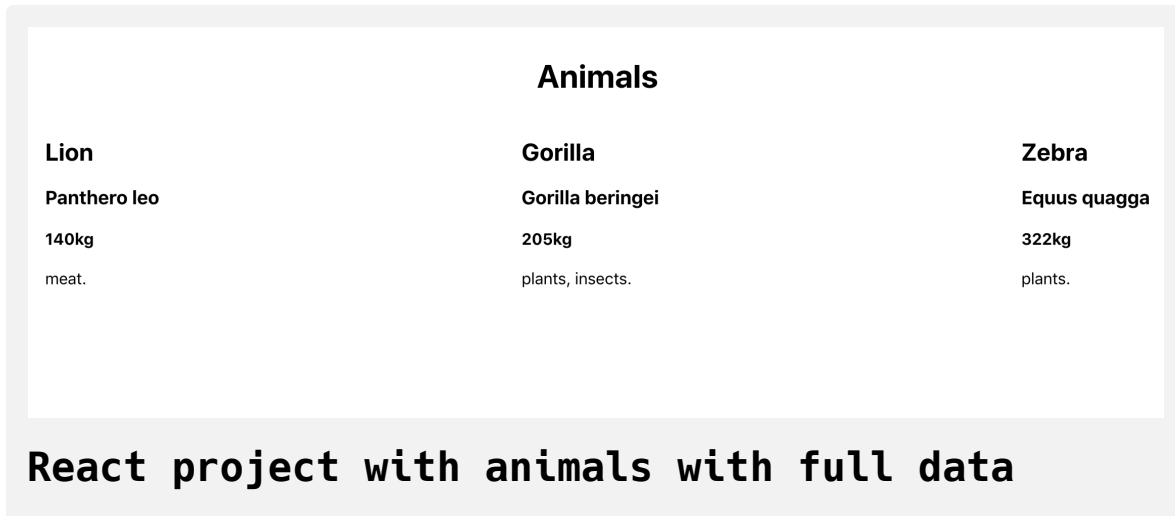 Animals
Lion
Panthero leo
140kg
meat.
Gorilla
Gorilla beringei
205kg
plants, insects.
Zebra
Equus quagga
322kg
plants.
React project with animals with full data